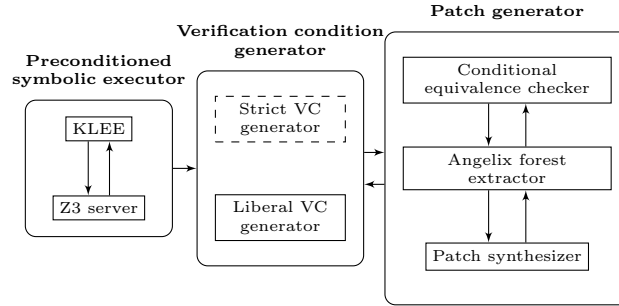 Preconditioned
symbolic executor
KLEE
Z3 server
Verification condition
generator
Strict VC
generator
Liberal VC
generator
Patch generator
Conditional
equivalence checker
Angelix forest
extractor
Patch synthesizer